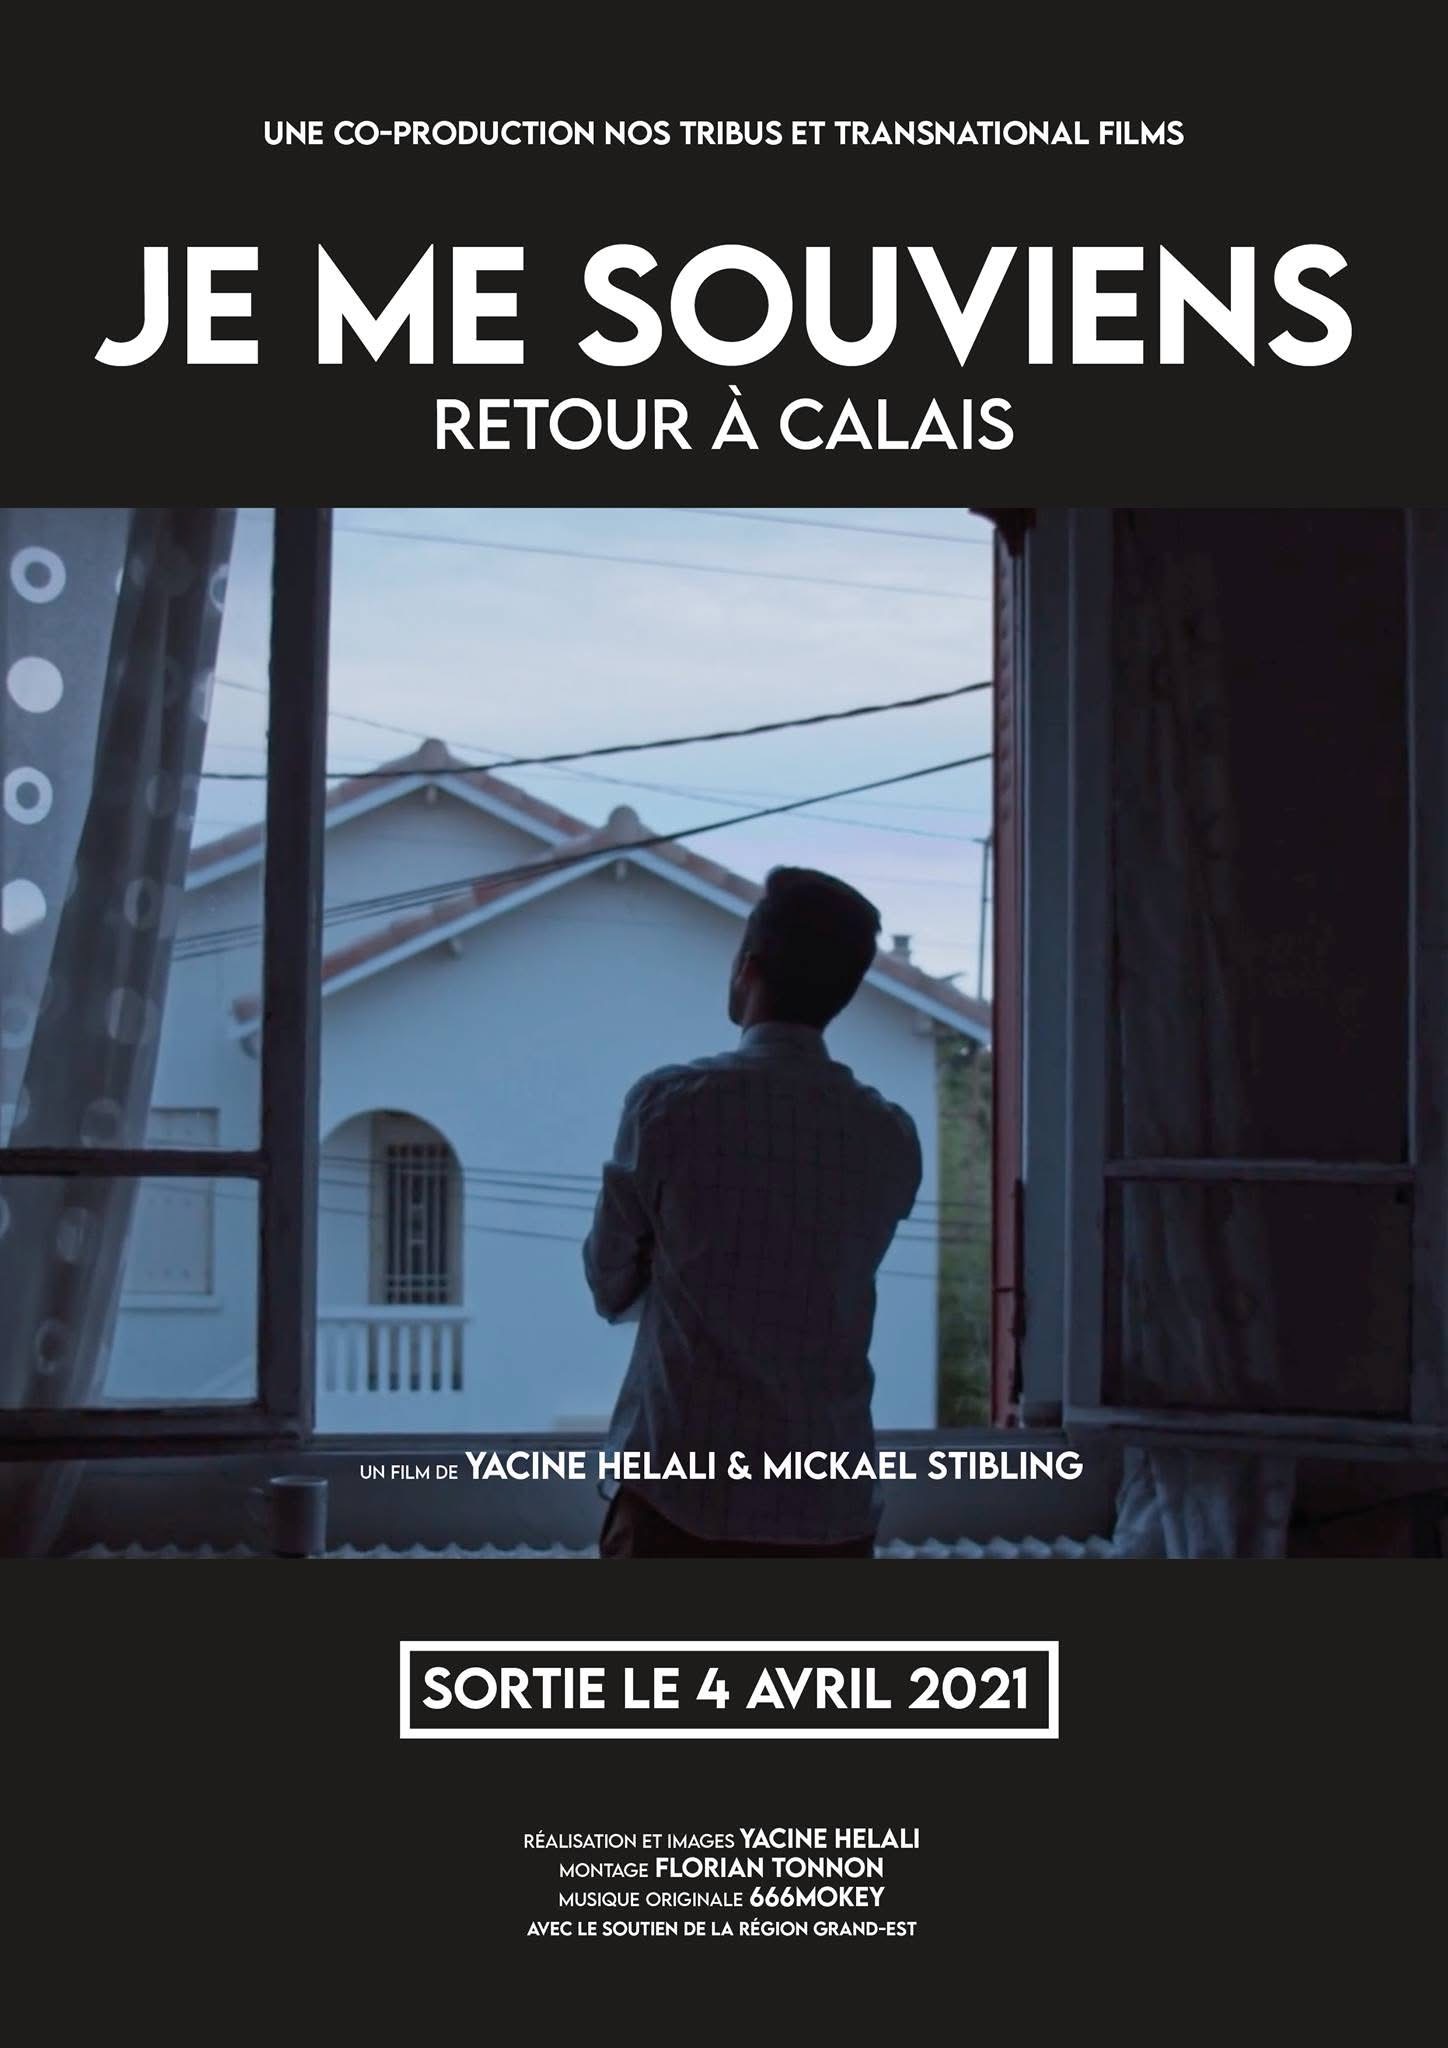 UNE CO-PRODUCTION NOS TRIBUS ET TRANSNATIONAL FILMS
JE ME SOUVIENS
RETOUR À CALAIS
UN FILM DE YACINE HELALI & MICKAEL STIBLING
SORTIE LE 4 AVRIL 2021
RÉALISATION ET IMAGES YACINE HELALI
MONTAGE FLORIAN TONNON
MUSIQUE ORIGINALE 666MOKEY
AVEC LE SOUTIEN DE LA RÉGION GRAND-EST